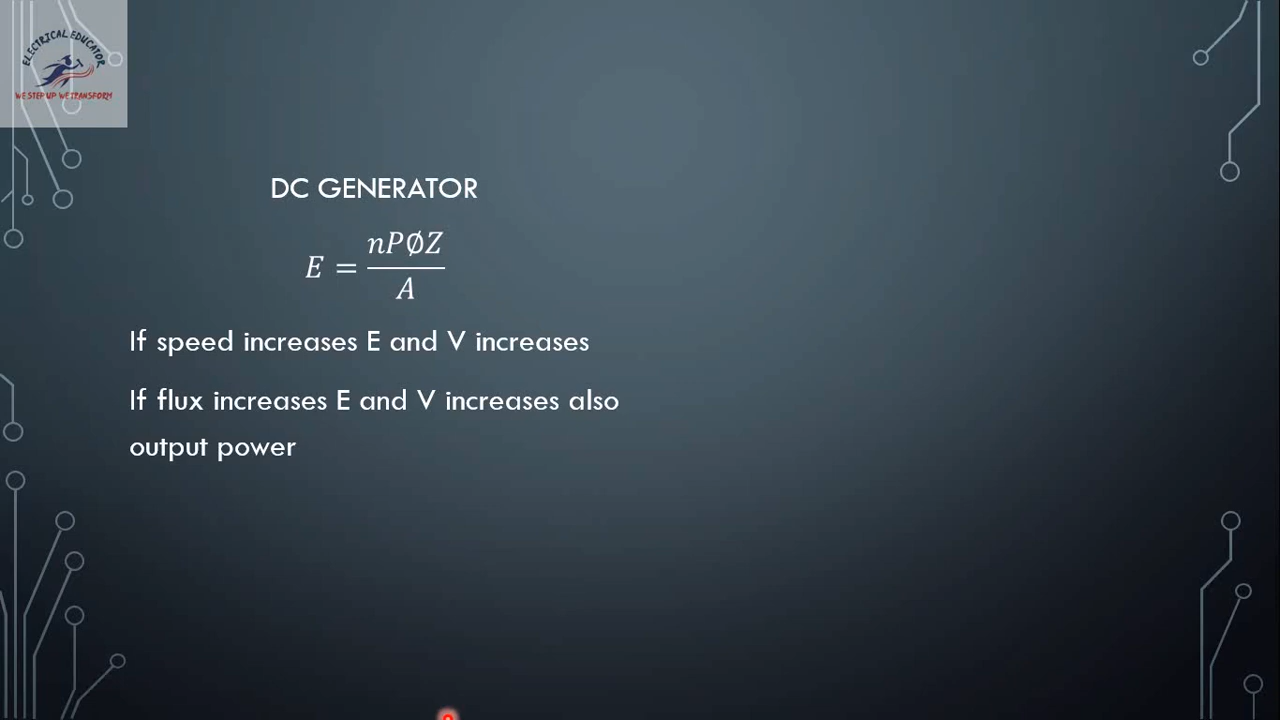 ELECTRICAL EDUCATOR
WE STEP UP WE TRANSFORM
DC GENERATOR
E = nP∅Z / A
If speed increases E and V increases
If flux increases E and V increases also
output power